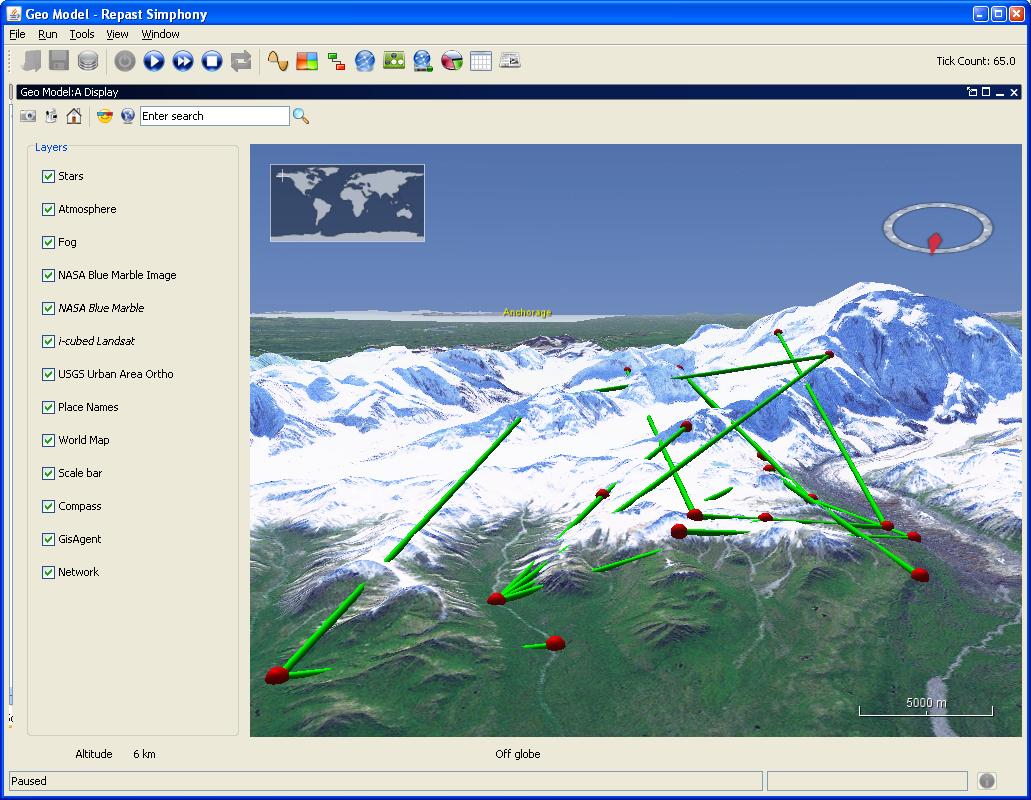 Geo Model - Repast Simphony
File Run Tools View Window
Tick Count: 65.0
Geo Model:A Display
Enter search
Layers
Stars
Atmosphere
Fog
NASA Blue Marble Image
NASA Blue Marble
i-cubed Landsat
USGS Urban Area Ortho
Place Names
World Map
Scale bar
Compass
GisAgent
Network
Anchorage
5000 m
Altitude 6 km Off globe
Paused